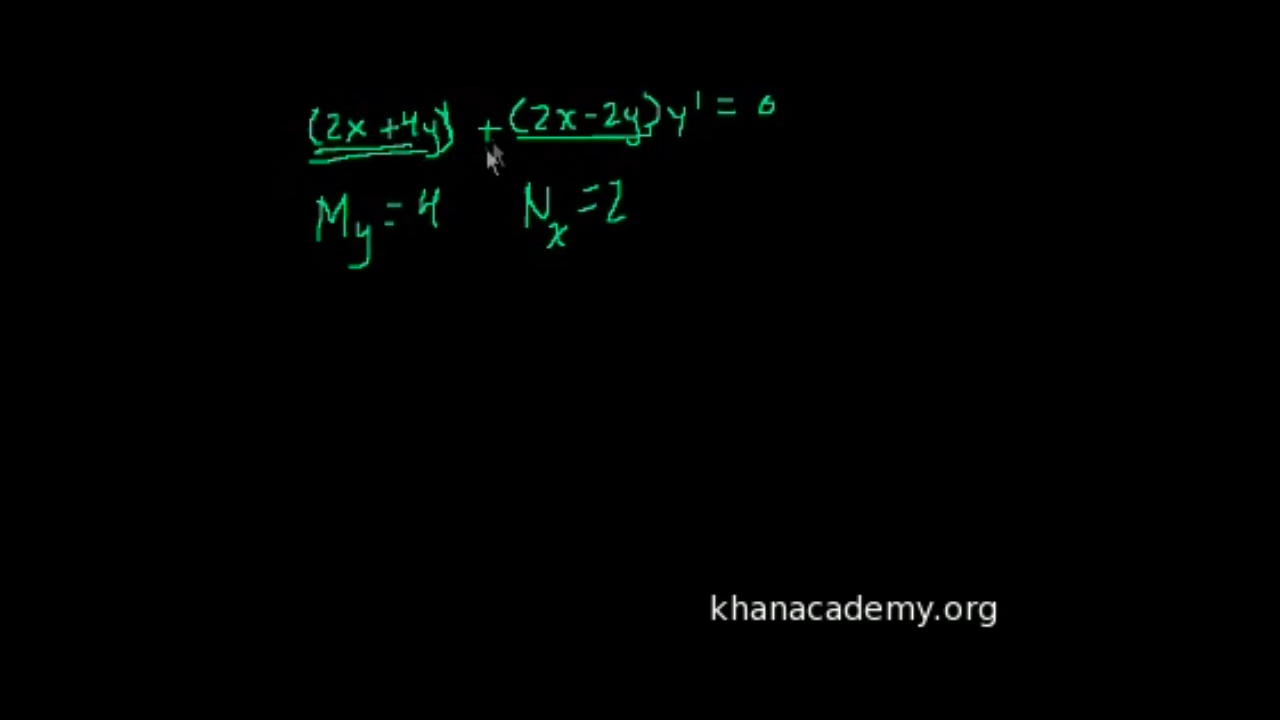 (2x+4y) + (2x-2y)y' = 0
My = 4 Nx = 2
khanacademy.org